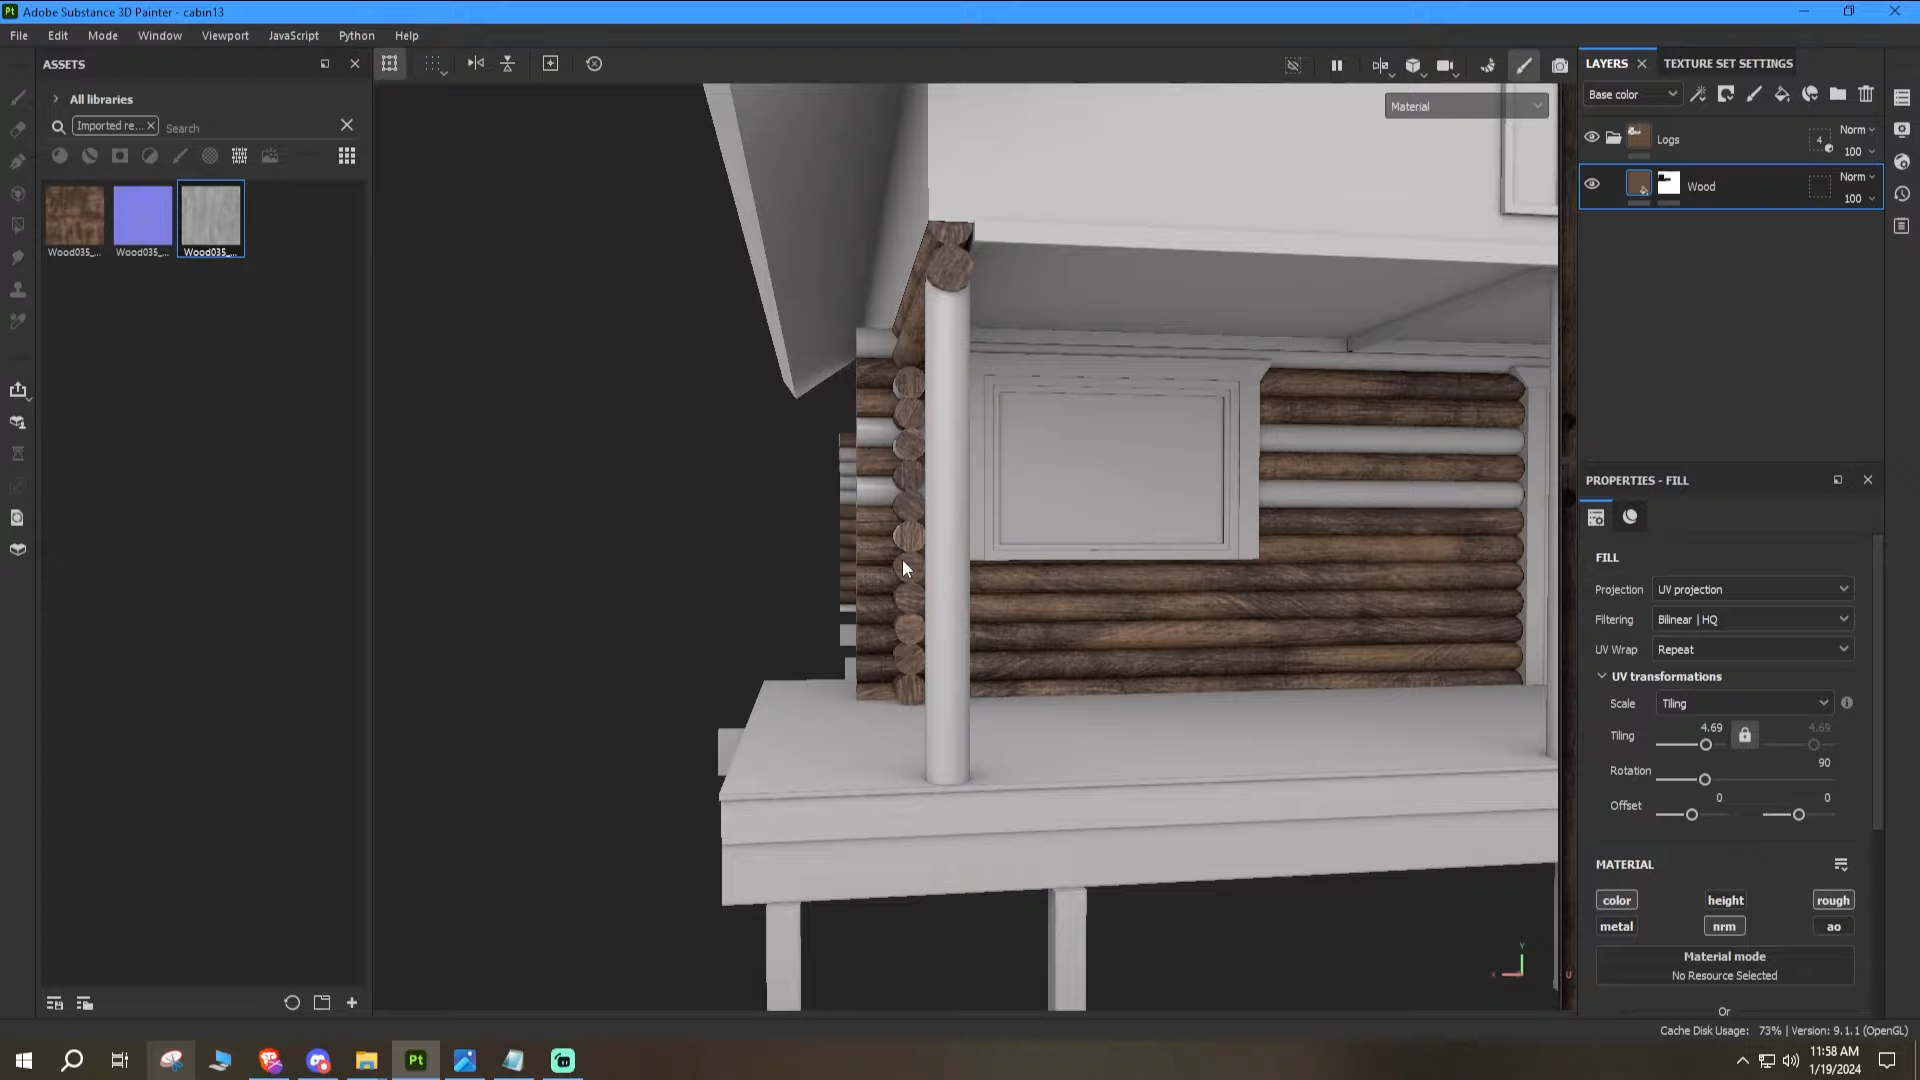 Pt Adobe Substance 3D Painter - cabin13
File Edit Mode Window Viewport JavaScript Python Help
ASSETS
All libraries
Imported re... Search
Wood035_... Wood035_... Wood035_...
Material
LAYERS TEXTURE SET SETTINGS
Base color
Logs 4 Norm
100
Wood Norm
100
PROPERTIES - FILL
FILL
Projection UV projection
Filtering Bilinear | HQ
UV Wrap Repeat
UV transformations
Scale Tiling
Tiling 4.69 4.69
Rotation 90
Offset 0 0
MATERIAL
color height rough
metal nrm ao
Material mode
No Resource Selected
Or
Y
X
U
Cache Disk Usage: 73% | Version: 9.1.1 (OpenGL)
Pt
11:58 AM
1/19/2024